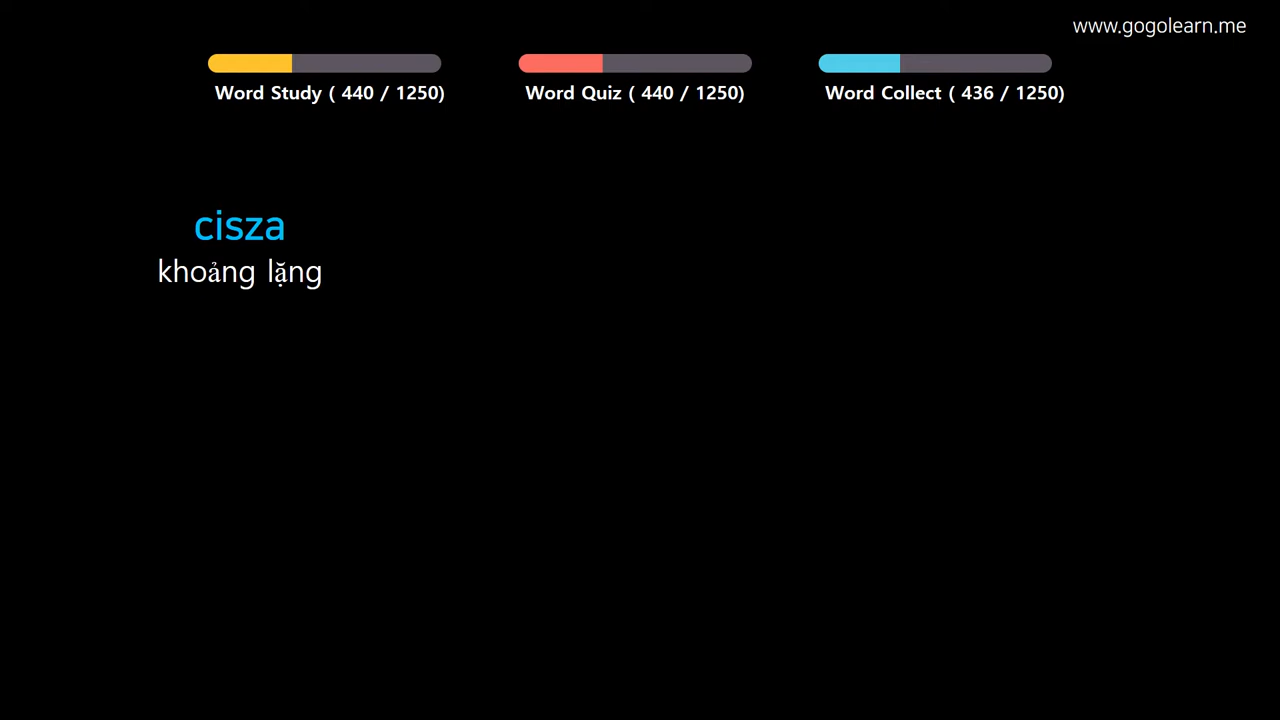 www.gogolearn.me
Word Study ( 440 / 1250)
Word Quiz ( 440 / 1250)
Word Collect ( 436 / 1250)
cisza
khoảng lặng